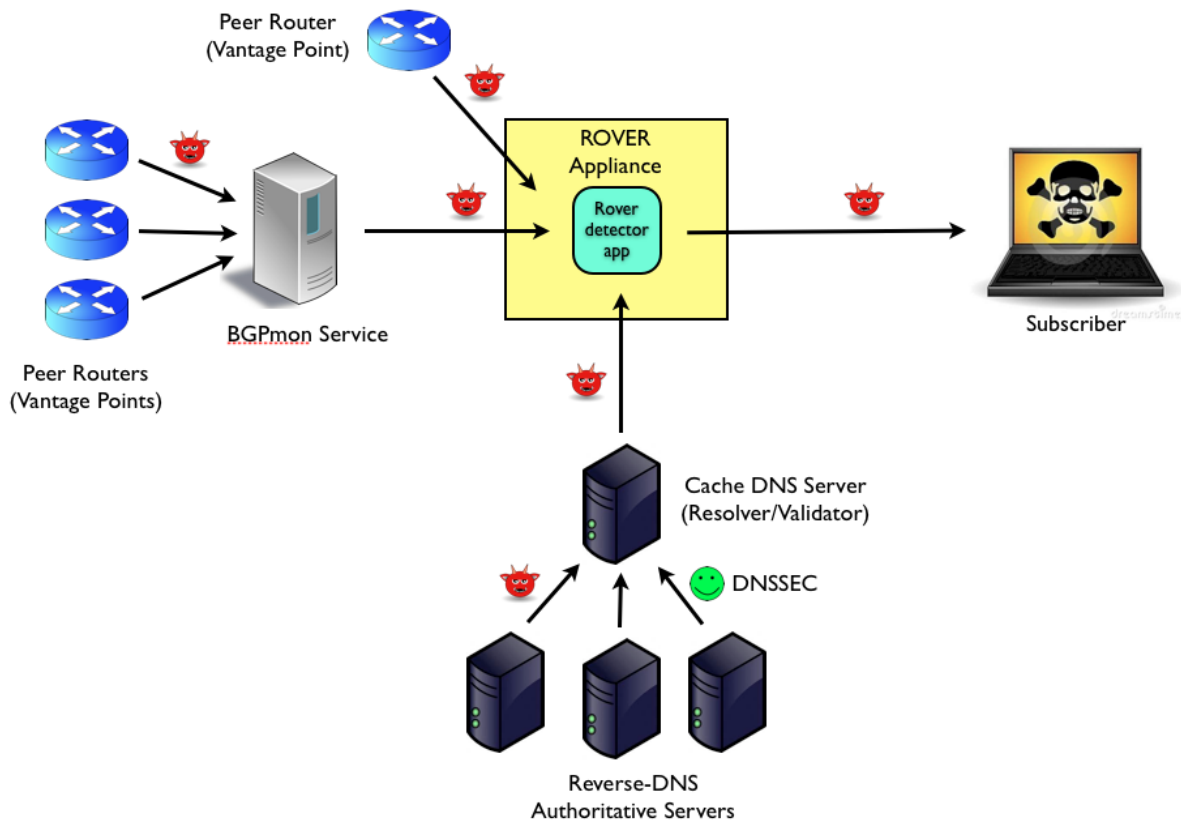 Peer Router
(Vantage Point)
ROVER
Appliance
Rover
detector
app
BGPmon Service
Subscriber
dreamstime
Peer Routers
(Vantage Points)
Cache DNS Server
(Resolver/Validator)
DNSSEC
Reverse-DNS
Authoritative Servers